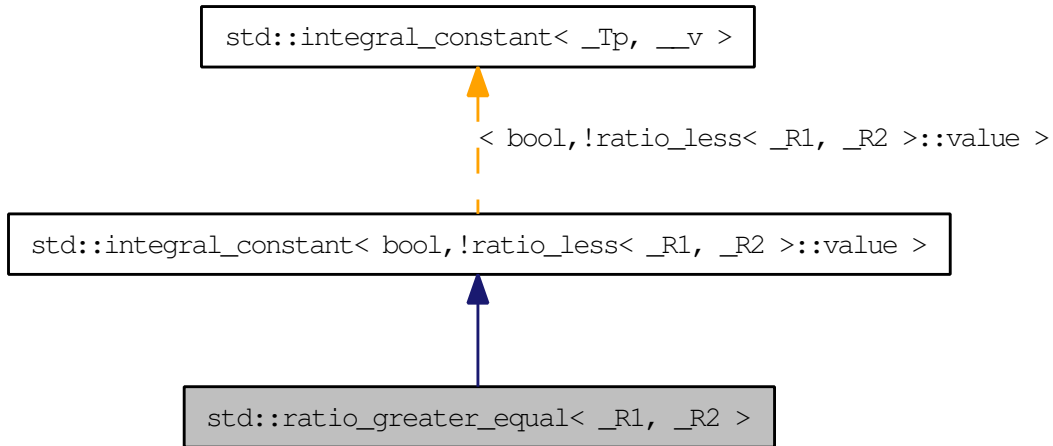 std::integral_constant< _Tp, __v >
< bool,!ratio_less< _R1, _R2 >::value >
std::integral_constant< bool,!ratio_less< _R1, _R2 >::value >
std::ratio_greater_equal< _R1, _R2 >